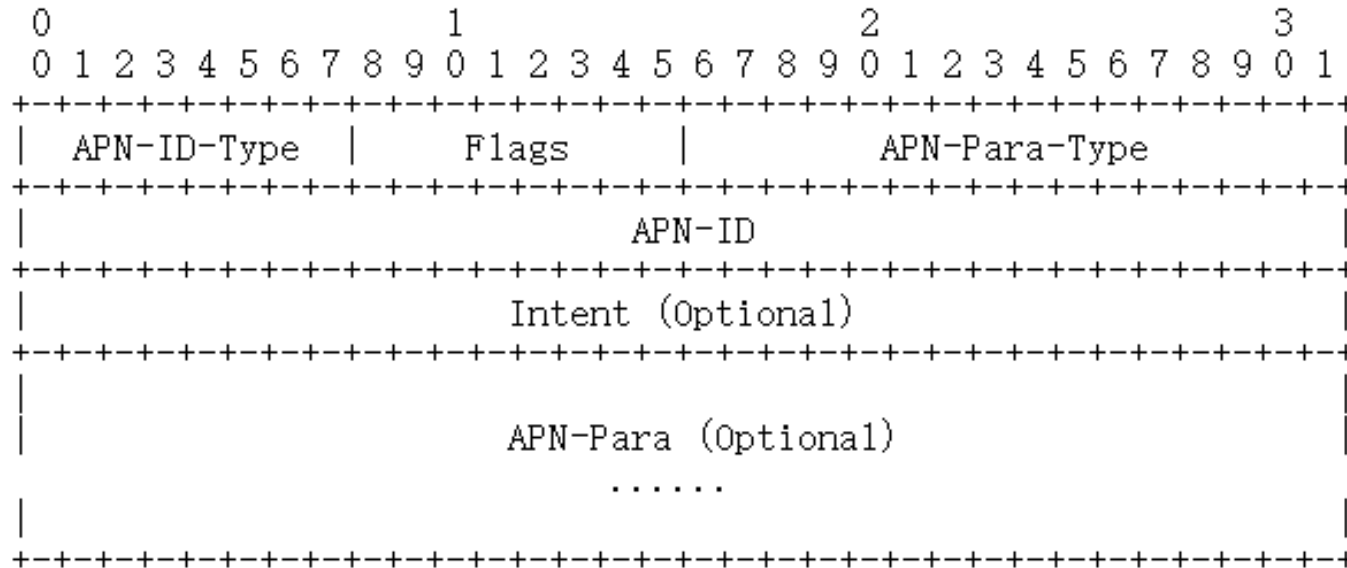 0                   1                   2                   3
0 1 2 3 4 5 6 7 8 9 0 1 2 3 4 5 6 7 8 9 0 1 2 3 4 5 6 7 8 9 0 1
+-+-+-+-+-+-+-+-+-+-+-+-+-+-+-+-+-+-+-+-+-+-+-+-+-+-+-+-+-+-+-+-+
| APN-ID-Type | Flags | APN-Para-Type |
+-+-+-+-+-+-+-+-+-+-+-+-+-+-+-+-+-+-+-+-+-+-+-+-+-+-+-+-+-+-+-+-+
| APN-ID |
+-+-+-+-+-+-+-+-+-+-+-+-+-+-+-+-+-+-+-+-+-+-+-+-+-+-+-+-+-+-+-+-+
| Intent (Optional) |
+-+-+-+-+-+-+-+-+-+-+-+-+-+-+-+-+-+-+-+-+-+-+-+-+-+-+-+-+-+-+-+-+
| |
| APN-Para (Optional) |
......
| |
+-+-+-+-+-+-+-+-+-+-+-+-+-+-+-+-+-+-+-+-+-+-+-+-+-+-+-+-+-+-+-+-+